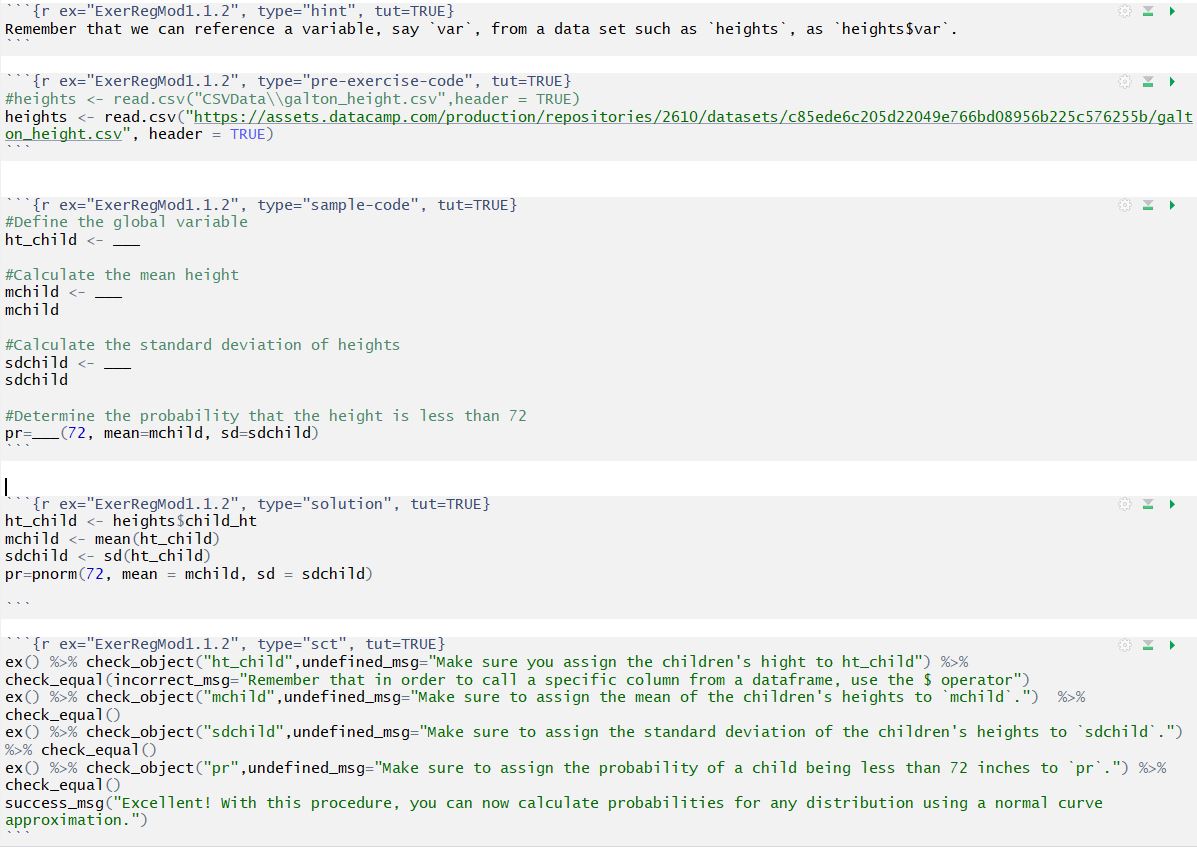 ```{r ex="ExerRegMod1.1.2", type="hint", tut=TRUE}
Remember that we can reference a variable, say `var`, from a data set such as `heights`, as `heights$var`.
```
```{r ex="ExerRegMod1.1.2", type="pre-exercise-code", tut=TRUE}
#heights <- read.csv("CSVData\\galton_height.csv",header = TRUE)
heights <- read.csv("https://assets.datacamp.com/production/repositories/2610/datasets/c85ede6c205d22049e766bd08956b225c576255b/galt
on_height.csv", header = TRUE)
```
```{r ex="ExerRegMod1.1.2", type="sample-code", tut=TRUE}
#Define the global variable
ht_child <- ___
#Calculate the mean height
mchild <- ___
mchild
#Calculate the standard deviation of heights
sdchild <- ___
sdchild
#Determine the probability that the height is less than 72
pr=___(72, mean=mchild, sd=sdchild)
```
```{r ex="ExerRegMod1.1.2", type="solution", tut=TRUE}
ht_child <- heights$child_ht
mchild <- mean(ht_child)
sdchild <- sd(ht_child)
pr=pnorm(72, mean = mchild, sd = sdchild)
```
```{r ex="ExerRegMod1.1.2", type="sct", tut=TRUE}
ex() %>% check_object("ht_child",undefined_msg="Make sure you assign the children's hight to ht_child") %>%
check_equal(incorrect_msg="Remember that in order to call a specific column from a dataframe, use the $ operator")
ex() %>% check_object("mchild",undefined_msg="Make sure to assign the mean of the children's heights to `mchild`.")  %>%
check_equal()
ex() %>% check_object("sdchild",undefined_msg="Make sure to assign the standard deviation of the children's heights to `sdchild`.")
%>% check_equal()
ex() %>% check_object("pr",undefined_msg="Make sure to assign the probability of a child being less than 72 inches to `pr`.") %>%
check_equal()
success_msg("Excellent! With this procedure, you can now calculate probabilities for any distribution using a normal curve
approximation.")
```